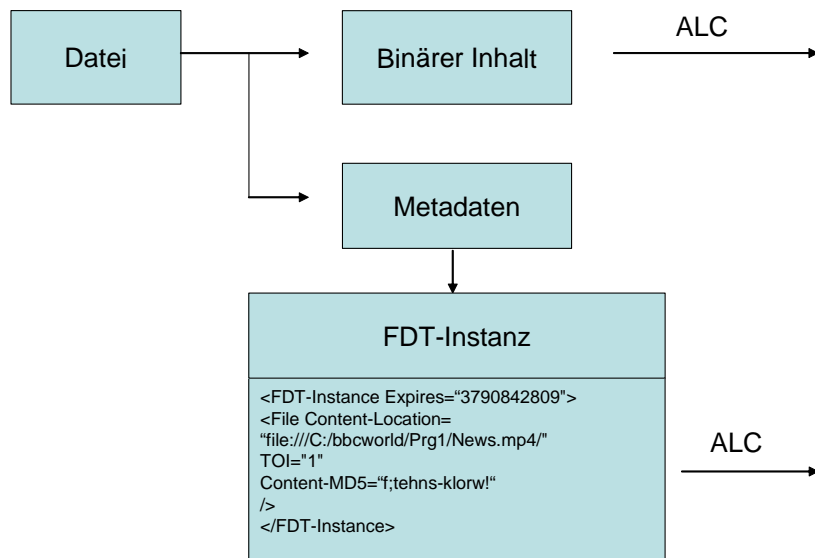 Datei
Binärer Inhalt
ALC
Metadaten
FDT-Instanz
<FDT-Instance Expires=“3790842809">
<File Content-Location=
“file:///C:/bbcworld/Prg1/News.mp4/"
TOI="1"
Content-MD5=“f;tehns-klorw!“
/>
</FDT-Instance>
ALC